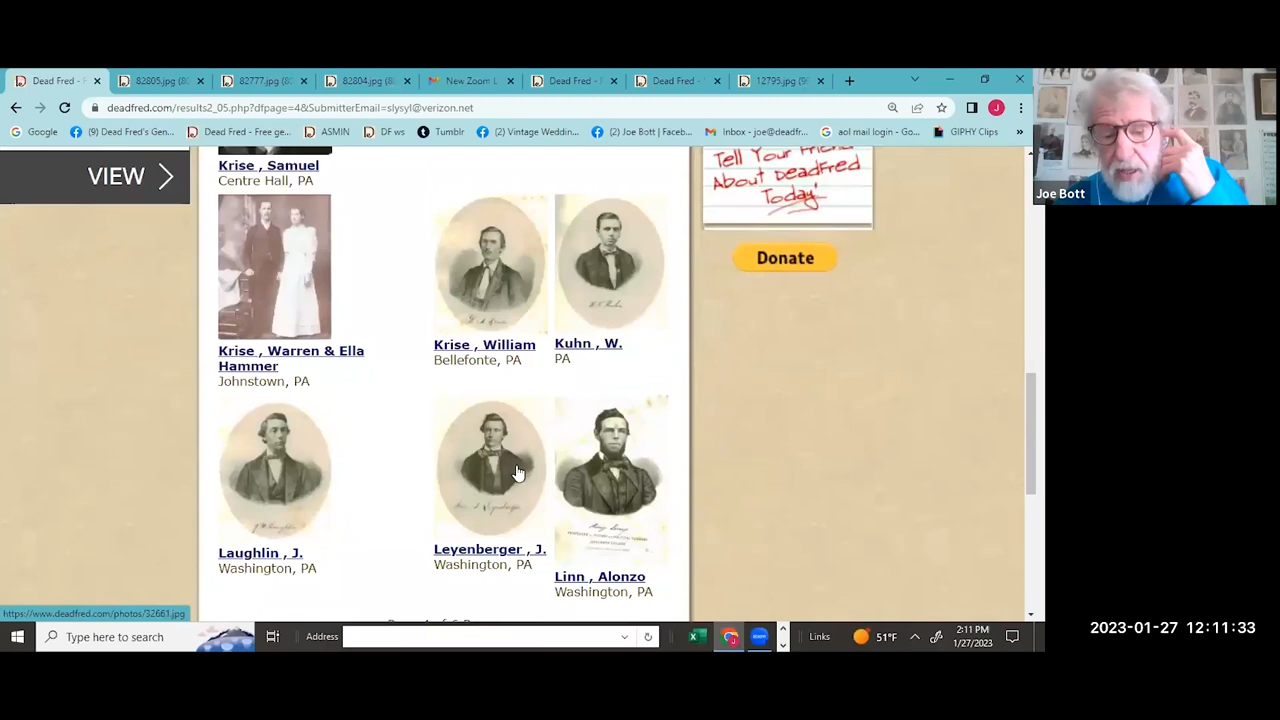 Dead Fred - F
82805.jpg (80
82777.jpg (80
82804.jpg (80
New Zoom L
Dead Fred - F
Dead Fred - '
12795.jpg (95
deadfred.com/results2_05.php?dfpage=4&SubmitterEmail=slysyl@verizon.net
J
Google
(9) Dead Fred's Gen...
Dead Fred - Free ge...
ASMIN
DF ws
Tumblr
(2) Vintage Weddin...
(2) Joe Bott | Faceb...
Inbox - joe@deadfr...
aol mail login - Go...
GIPHY Clips
»
VIEW
Krise , Samuel
Centre Hall, PA
Tell Your Friend
About DeadFred
Today!
Donate
Joe Bott
Krise , Warren & Ella
Hammer
Johnstown, PA
Krise , William
Bellefonte, PA
Kuhn , W.
PA
Laughlin , J.
Washington, PA
Leyenberger , J.
Washington, PA
Linn , Alonzo
Washington, PA
https://www.deadfred.com/photos/32661.jpg
Type here to search
Address
Links
51°F
2:11 PM
1/27/2023
2023-01-27 12:11:33